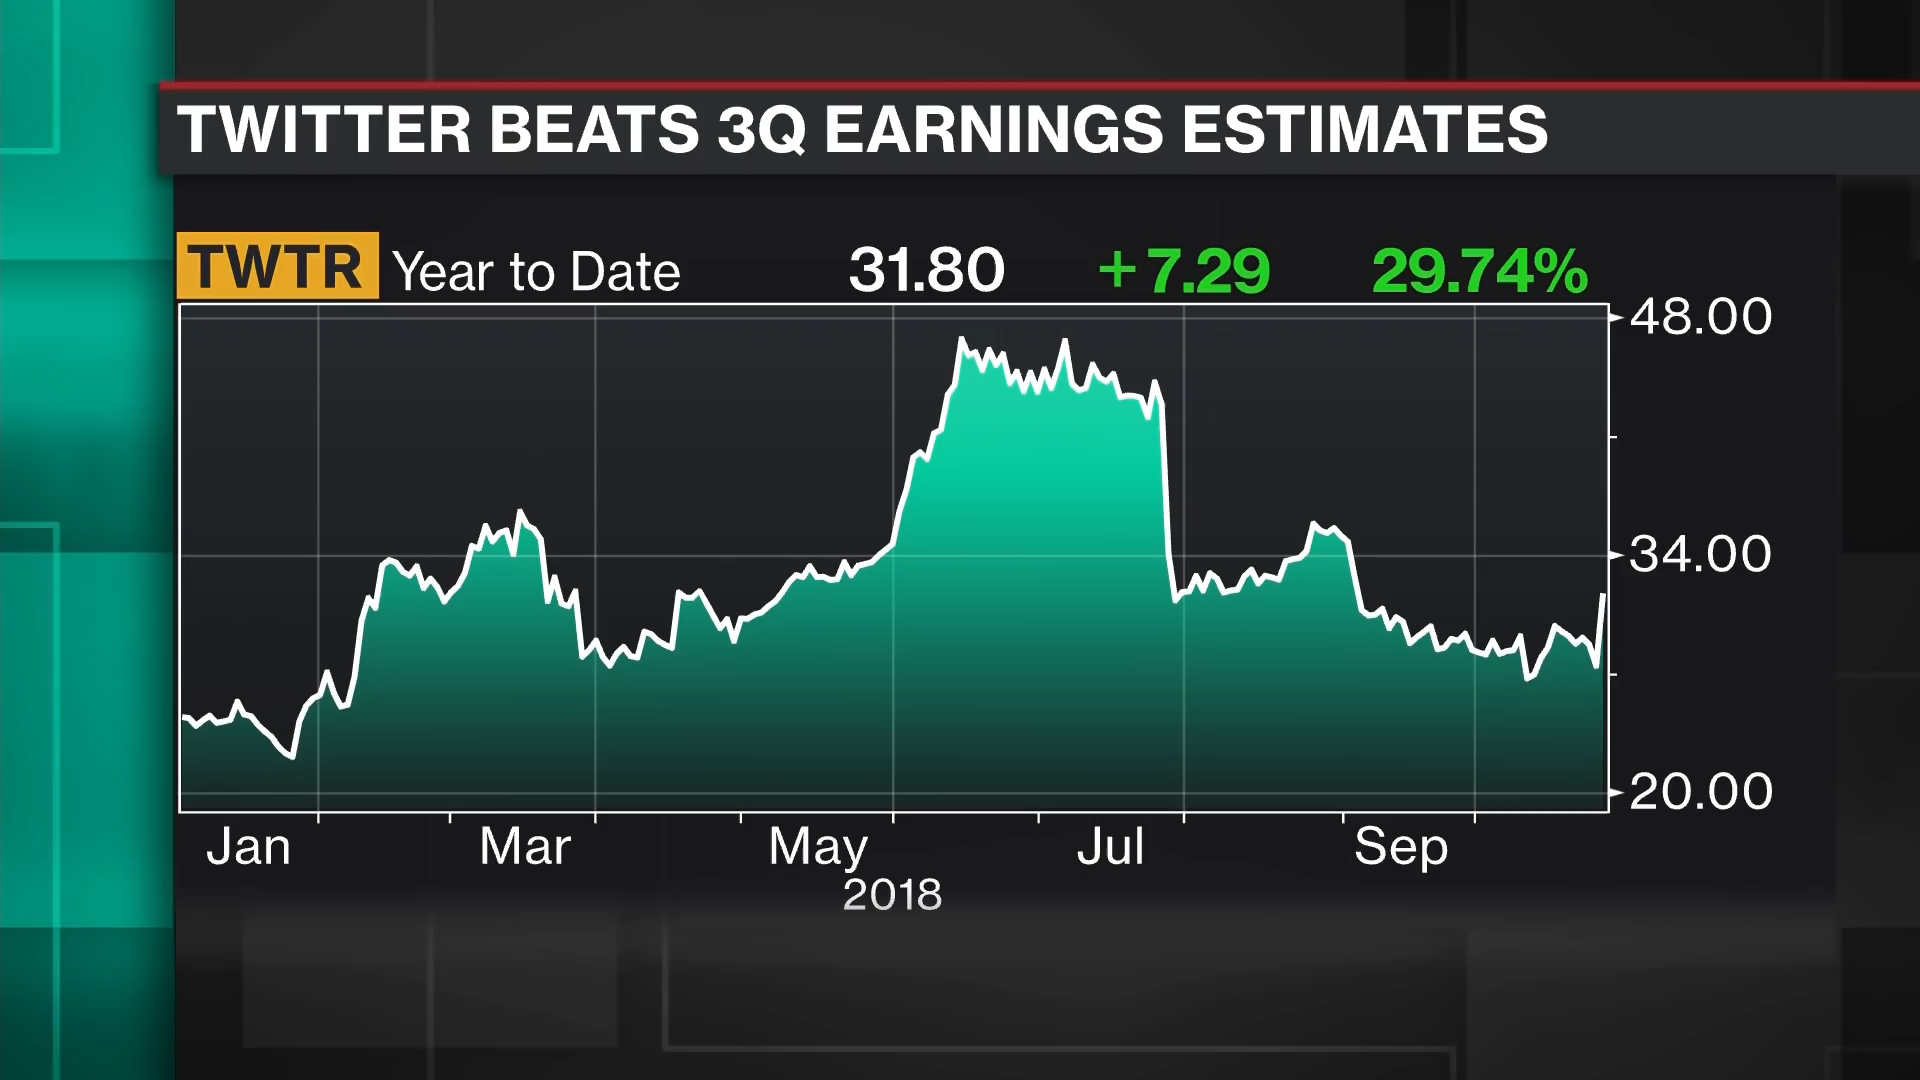 TWITTER BEATS 3Q EARNINGS ESTIMATES
TWTR Year to Date 31.80 +7.29 29.74%
48.00
34.00
20.00
Jan Mar May Jul Sep
2018